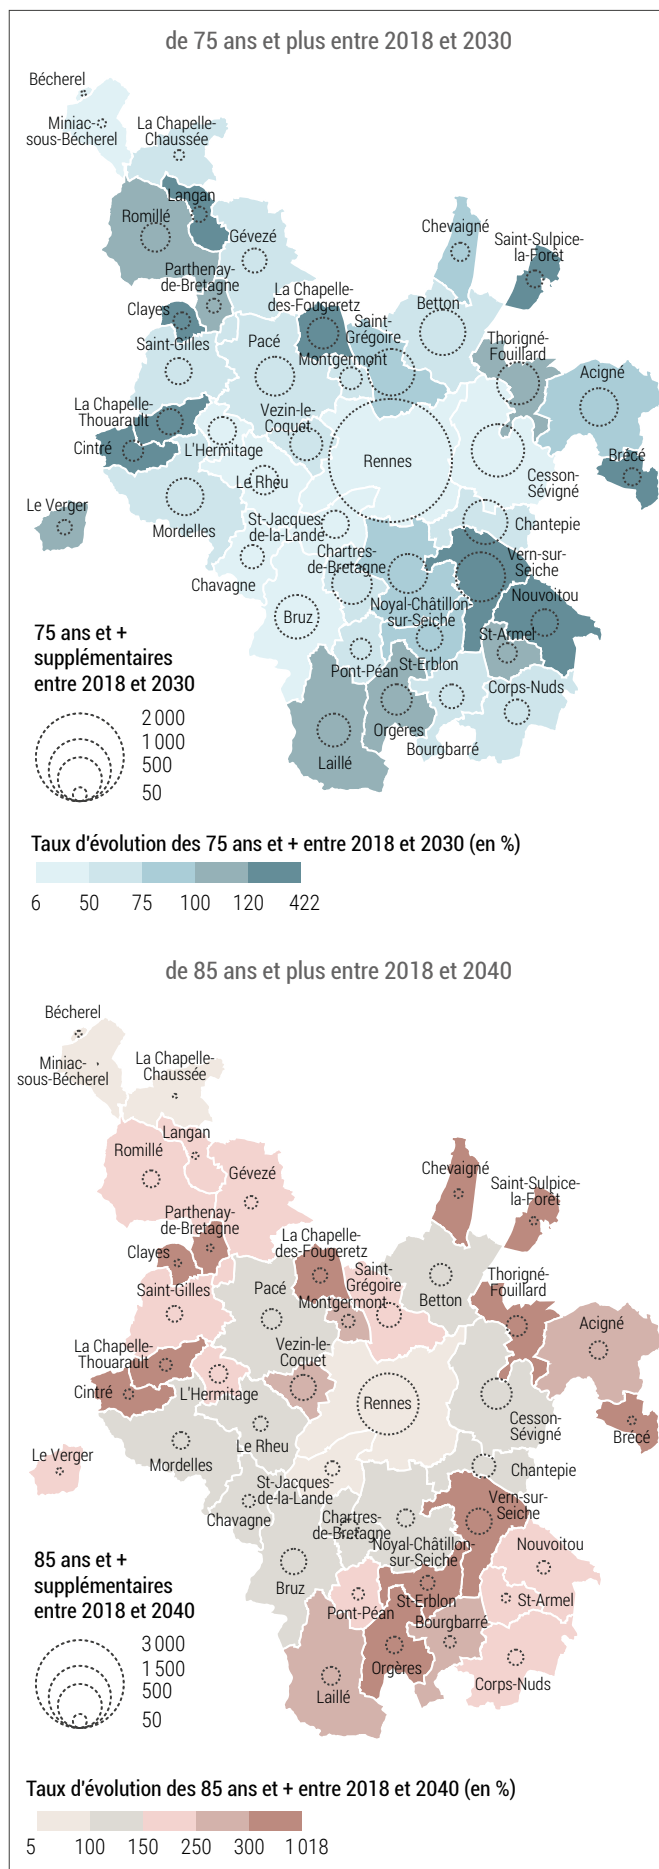 de 75 ans et plus entre 2018 et 2030
Bécherel
Miniac-
sous-Bécherel
La Chapelle-
Chaussée
Langan
Romillé
Gévezé
Chevaigné
Saint-Sulpice-
la-Forêt
Parthenay-
de-Bretagne
La Chapelle-
des-Fougeretz
Betton
Clayes
Saint-
Grégoire
Thorigné-
Fouillard
Saint-Gilles
Pacé
Montgermont
Acigné
La Chapelle-
Thouarault
Vezin-le-
Coquet
Cintré
L'Hermitage
Rennes
Brécé
Cesson-
Sévigné
Le Rheu
Le Verger
Mordelles
St-Jacques-
de-la-Lande
Chantepie
Chartres-
de-Bretagne
Vern-sur-
Seiche
Chavagne
Bruz
Noyal-Châtillon-
sur-Seiche
Nouvoitou
St-Armel
Pont-Péan
St-Erblon
Corps-Nuds
Orgères
Bourgbarré
Laillé
75 ans et +
supplémentaires
entre 2018 et 2030
2 000
1 000
500
50
Taux d'évolution des 75 ans et + entre 2018 et 2030 (en %)
6 50 75 100 120 422
de 85 ans et plus entre 2018 et 2040
Bécherel
Miniac-
sous-Bécherel
La Chapelle-
Chaussée
Langan
Romillé
Gévezé
Chevaigné
Saint-Sulpice-
la-Forêt
Parthenay-
de-Bretagne
La Chapelle-
des-Fougeretz
Clayes
Saint-
Grégoire
Thorigné-
Fouillard
Saint-Gilles
Pacé
Montgermont
Betton
Acigné
La Chapelle-
Thouarault
Vezin-le-
Coquet
Cintré
L'Hermitage
Rennes
Cesson-
Sévigné
Brécé
Le Rheu
Le Verger
Mordelles
St-Jacques-
de-la-Lande
Chantepie
Chavagne
Chartres-
de-Bretagne
Vern-sur-
Seiche
Noyal-Châtillon-
sur-Seiche
Nouvoitou
Bruz
St-Erblon
St-Armel
Pont-Péan
Bourgbarré
Orgères
Corps-Nuds
Laillé
85 ans et +
supplémentaires
entre 2018 et 2040
3 000
1 500
500
50
Taux d'évolution des 85 ans et + entre 2018 et 2040 (en %)
5 100 150 250 300 1 018